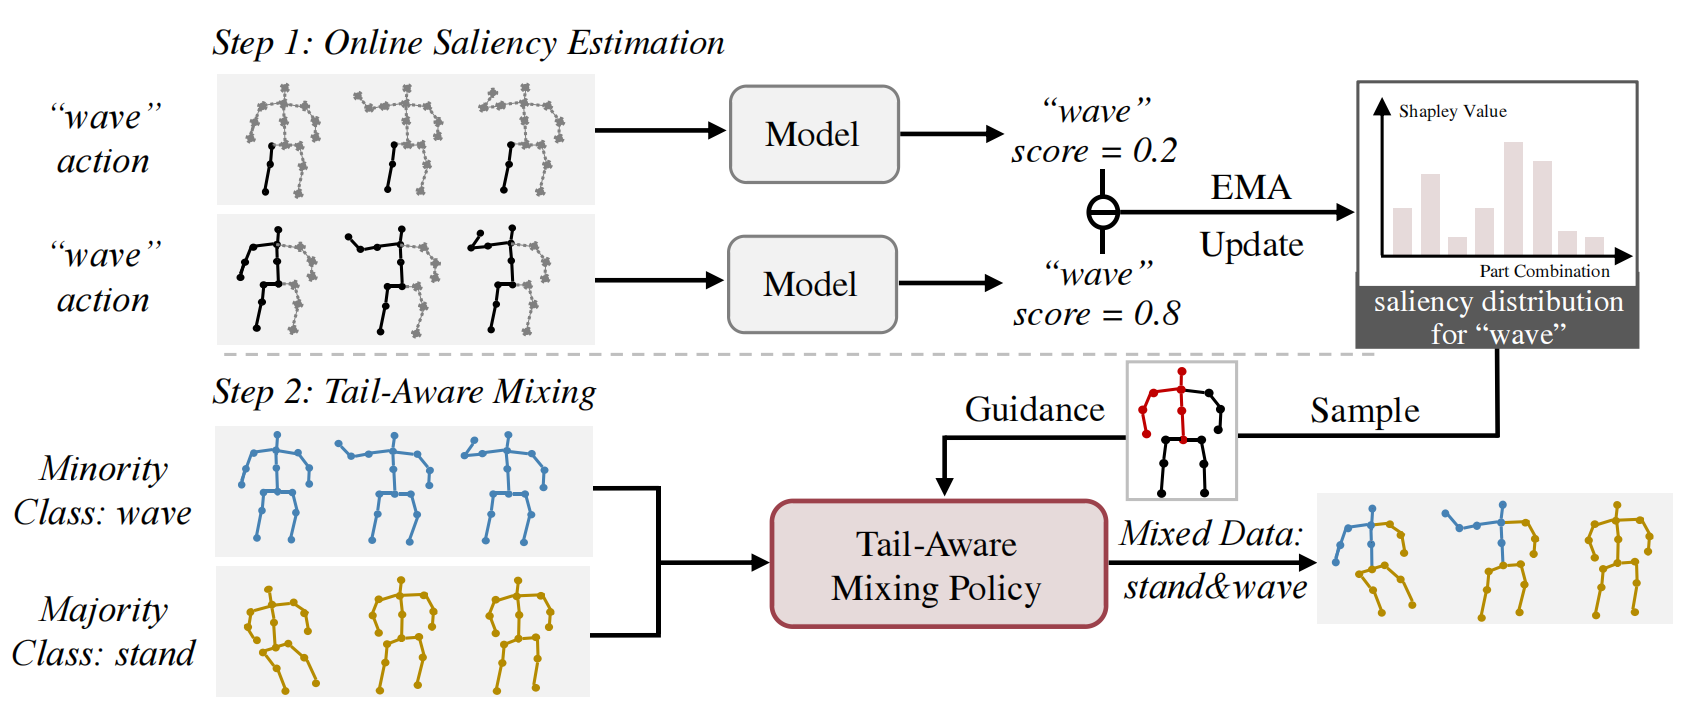 Step 1: Online Saliency Estimation
“wave”
action
Model
“wave”
score = 0.2
“wave”
action
Model
“wave”
score = 0.8
EMA
Update
Shapley Value
Part Combination
saliency distribution
for “wave”
Step 2: Tail-Aware Mixing
Guidance
Sample
Minority
Class: wave
Majority
Class: stand
Tail-Aware
Mixing Policy
Mixed Data:
stand&wave